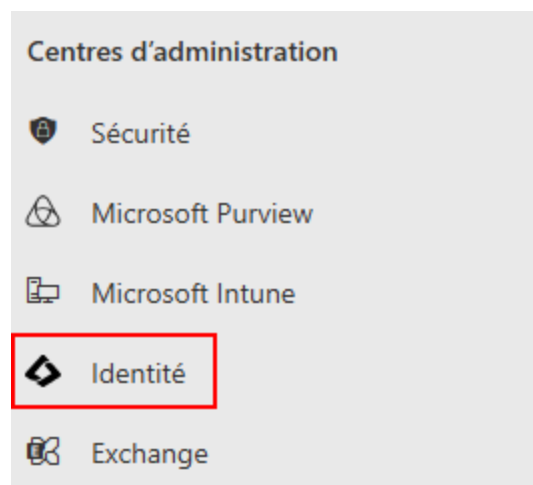 Centres d’administration
Sécurité
Microsoft Purview
Microsoft Intune
Identité
Exchange